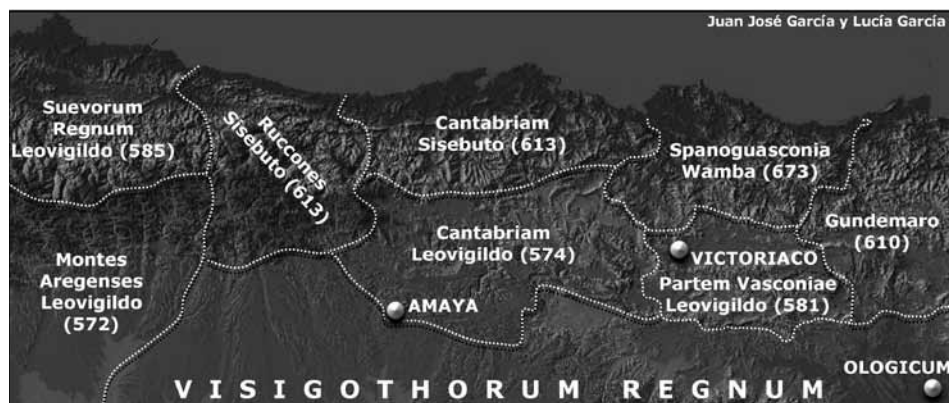 Juan José García y Lucía García
Suevorum
Regnum
Leovigildo (585)
Ruccones
Sisebuto (613)
Cantabriam
Sisebuto (613)
Spanoguasconia
Wamba (673)
Gundemaro
(610)
Montes
Aregenses
Leovigildo
(572)
Cantabriam
Leovigildo (574)
VICTORIACO
Partem Vasconiae
Leovigildo (581)
AMAYA
OLOGICUM
VISIGOTHORUM REGNUM